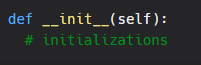 def __init__(self):
  # initializations